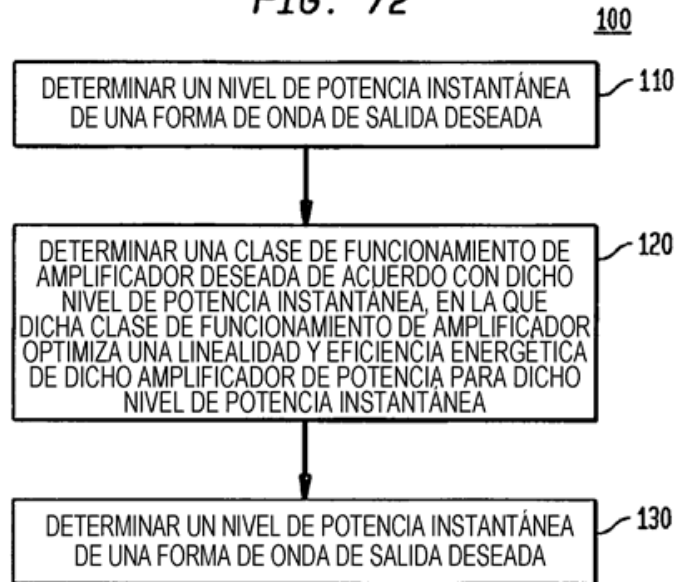 FIG. 72
100
DETERMINAR UN NIVEL DE POTENCIA INSTANTÁNEA
DE UNA FORMA DE ONDA DE SALIDA DESEADA
110
DETERMINAR UNA CLASE DE FUNCIONAMIENTO DE
AMPLIFICADOR DESEADA DE ACUERDO CON DICHO
NIVEL DE POTENCIA INSTANTÁNEA, EN LA QUE
DICHA CLASE DE FUNCIONAMIENTO DE AMPLIFICADOR
OPTIMIZA UNA LINEALIDAD Y EFICIENCIA ENERGÉTICA
DE DICHO AMPLIFICADOR DE POTENCIA PARA DICHO
NIVEL DE POTENCIA INSTANTÁNEA
120
DETERMINAR UN NIVEL DE POTENCIA INSTANTÁNEA
DE UNA FORMA DE ONDA DE SALIDA DESEADA
130